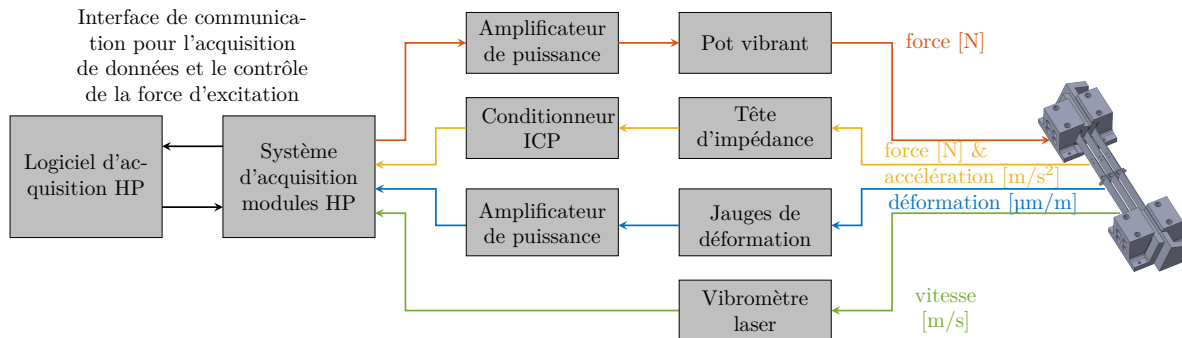 Interface de communica-
tion pour l'acquisition
de données et le contrôle
de la force d'excitation
Logiciel d'ac-
quisition HP
Système
d'acquisition
modules HP
Amplificateur
de puissance
Pot vibrant
force [N]
Conditionneur
ICP
Tête
d'impédance
force [N] &
accélération [m/s²]
Amplificateur
de puissance
Jauges de
déformation
déformation [µm/m]
Vibromètre
laser
vitesse
[m/s]